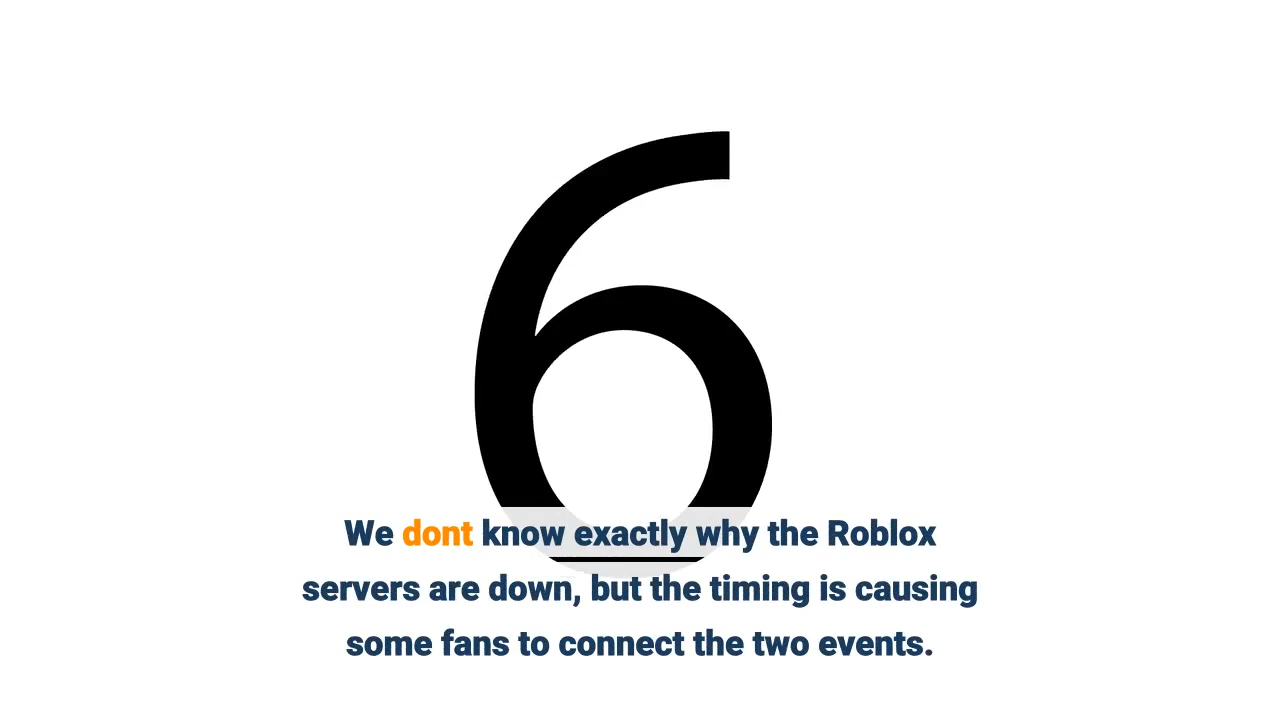 6
We dont know exactly why the Roblox
servers are down, but the timing is causing
some fans to connect the two events.